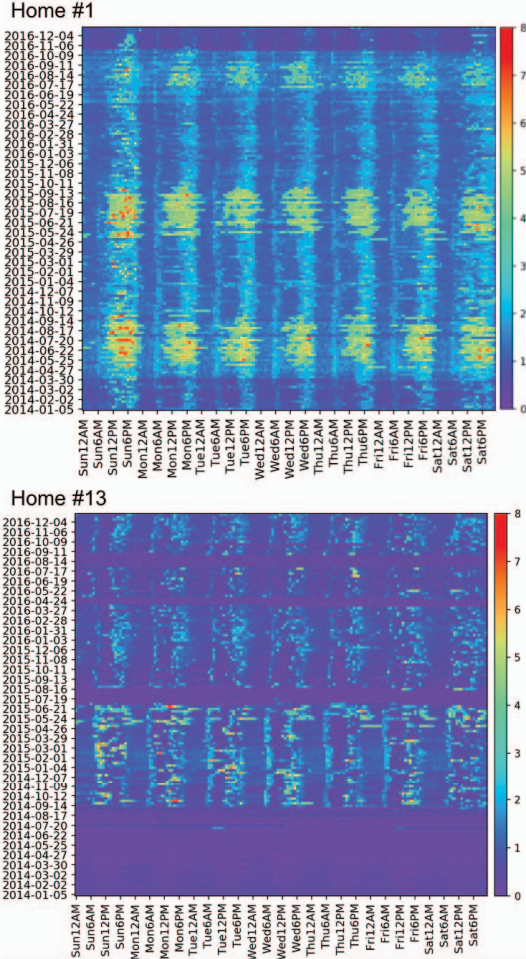 Home #1
2016-12-04
2016-11-06
2016-10-09
2016-09-11
2016-08-14
2016-07-17
2016-06-19
2016-05-22
2016-04-24
2016-03-27
2016-02-28
2016-01-31
2016-01-03
2015-12-06
2015-11-08
2015-10-11
2015-09-13
2015-08-16
2015-07-19
2015-06-21
2015-05-24
2015-04-26
2015-03-29
2015-03-01
2015-02-01
2015-01-04
2014-12-07
2014-11-09
2014-10-12
2014-09-14
2014-08-17
2014-07-20
2014-06-22
2014-05-25
2014-04-27
2014-03-30
2014-03-02
2014-02-02
2014-01-05
8
7
6
5
4
3
2
1
0
Sun12AM
Sun6AM
Sun12PM
Sun6PM
Mon12AM
Mon6AM
Mon12PM
Mon6PM
Tue12AM
Tue6AM
Tue12PM
Tue6PM
Wed12AM
Wed6AM
Wed12PM
Wed6PM
Thu12AM
Thu6AM
Thu12PM
Thu6PM
Fri12AM
Fri6AM
Fri12PM
Fri6PM
Sat12AM
Sat6AM
Sat12PM
Sat6PM
Home #13
2016-12-04
2016-11-06
2016-10-09
2016-09-11
2016-08-14
2016-07-17
2016-06-19
2016-05-22
2016-04-24
2016-03-27
2016-02-28
2016-01-31
2016-01-03
2015-12-06
2015-11-08
2015-10-11
2015-09-13
2015-08-16
2015-07-19
2015-06-21
2015-05-24
2015-04-26
2015-03-29
2015-03-01
2015-02-01
2015-01-04
2014-12-07
2014-11-09
2014-10-12
2014-09-14
2014-08-17
2014-07-20
2014-06-22
2014-05-25
2014-04-27
2014-03-30
2014-03-02
2014-02-02
2014-01-05
8
7
6
5
4
3
2
1
0
Sun12AM
Sun6AM
Sun12PM
Sun6PM
Mon12AM
Mon6AM
Mon12PM
Mon6PM
Tue12AM
Tue6AM
Tue12PM
Tue6PM
Wed12AM
Wed6AM
Wed12PM
Wed6PM
Thu12AM
Thu6AM
Thu12PM
Thu6PM
Fri12AM
Fri6AM
Fri12PM
Fri6PM
Sat12AM
Sat6AM
Sat12PM
Sat6PM